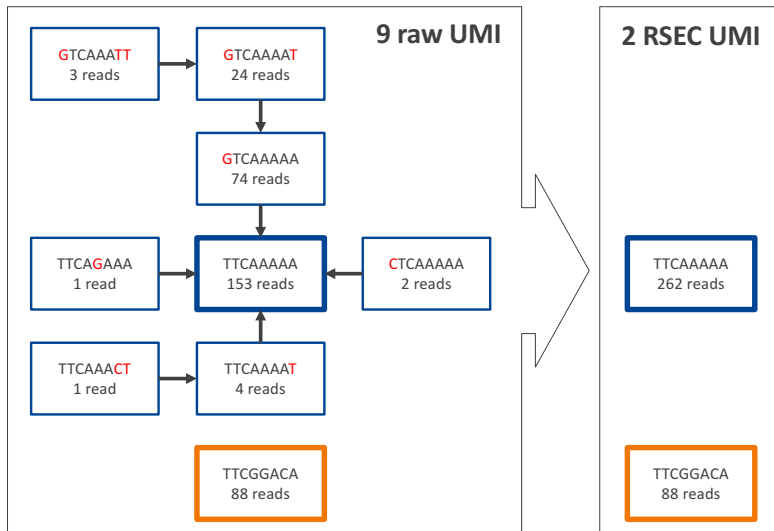 9 raw UMI
2 RSEC UMI
GTCAAATT
3 reads
GTCAAAAT
24 reads
GTCAAAAA
74 reads
TTCAGAAA
1 read
TTCAAAAA
153 reads
CTCAAAAA
2 reads
TTCAAAAA
262 reads
TTCAAACT
1 read
TTCAAAAT
4 reads
TTCGGACA
88 reads
TTCGGACA
88 reads